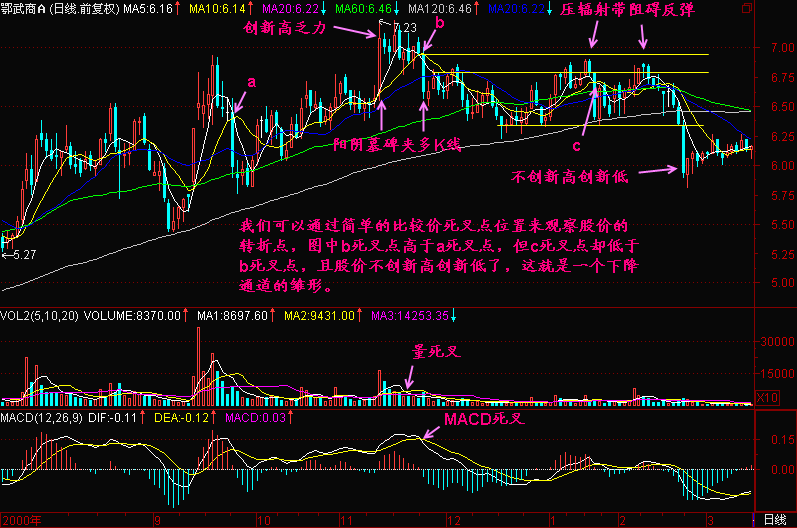 鄂武商A (日线.前复权) MA5:6.16↑ MA10:6.14↑ MA20:6.22↓ MA60:6.46↓ MA120:6.46↑ MA20:6.22↓
创新高乏力
7.23
b
压辐射带阻碍反弹
7.00
a
6.75
6.50
阳阴墓碑夹多K线
c
6.25
不创新高创新低
6.00
5.75
我们可以通过简单的比较价死叉点位置来观察股价的
转折点，图中b死叉点高于a死叉点，但c死叉点却低于
b死叉点，且股价不创新高创新低了，这就是一个下降
通道的雏形。
5.50
5.27
5.25
5.00
VOL2(5,10,20) VOLUME:8370.00↑ MA1:8697.60↑ MA2:9431.00↑ MA3:14253.35↓
30000
量死叉
15000
X10
MACD(12,26,9) DIF:-0.11↑ DEA:-0.12↑ MACD:0.03↑
MACD死叉
0.15
0.00
2000年 9 10 11 12 1 2 3 日线